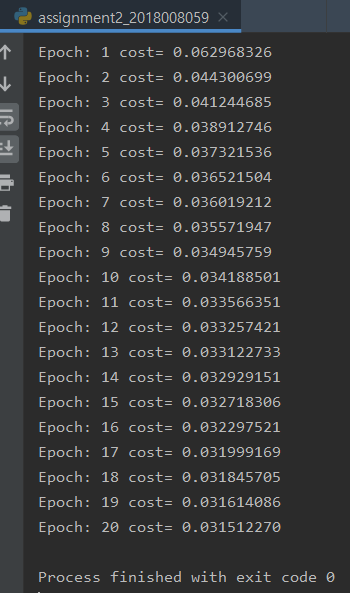 assignment2_2018008059
Epoch: 1 cost= 0.062968326
Epoch: 2 cost= 0.044300699
Epoch: 3 cost= 0.041244685
Epoch: 4 cost= 0.038912746
Epoch: 5 cost= 0.037321536
Epoch: 6 cost= 0.036521504
Epoch: 7 cost= 0.036019212
Epoch: 8 cost= 0.035571947
Epoch: 9 cost= 0.034945759
Epoch: 10 cost= 0.034188501
Epoch: 11 cost= 0.033566351
Epoch: 12 cost= 0.033257421
Epoch: 13 cost= 0.033122733
Epoch: 14 cost= 0.032929151
Epoch: 15 cost= 0.032718306
Epoch: 16 cost= 0.032297521
Epoch: 17 cost= 0.031999169
Epoch: 18 cost= 0.031845705
Epoch: 19 cost= 0.031614086
Epoch: 20 cost= 0.031512270
Process finished with exit code 0